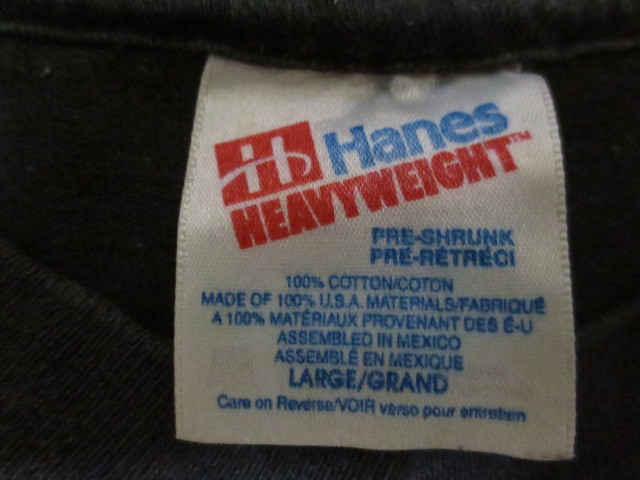 Hanes
HEAVYWEIGHT™
PRE-SHRUNK
PRÉ-RÉTRÉCI
100% COTTON/COTON
MADE OF 100% U.S.A. MATERIALS/FABRIQUÉ
A 100% MATÉRIAUX PROVENANT DES É-U
ASSEMBLED IN MEXICO
ASSEMBLÉ EN MEXIQUE
LARGE/GRAND
Care on Reverse/VOIR verso pour entretien